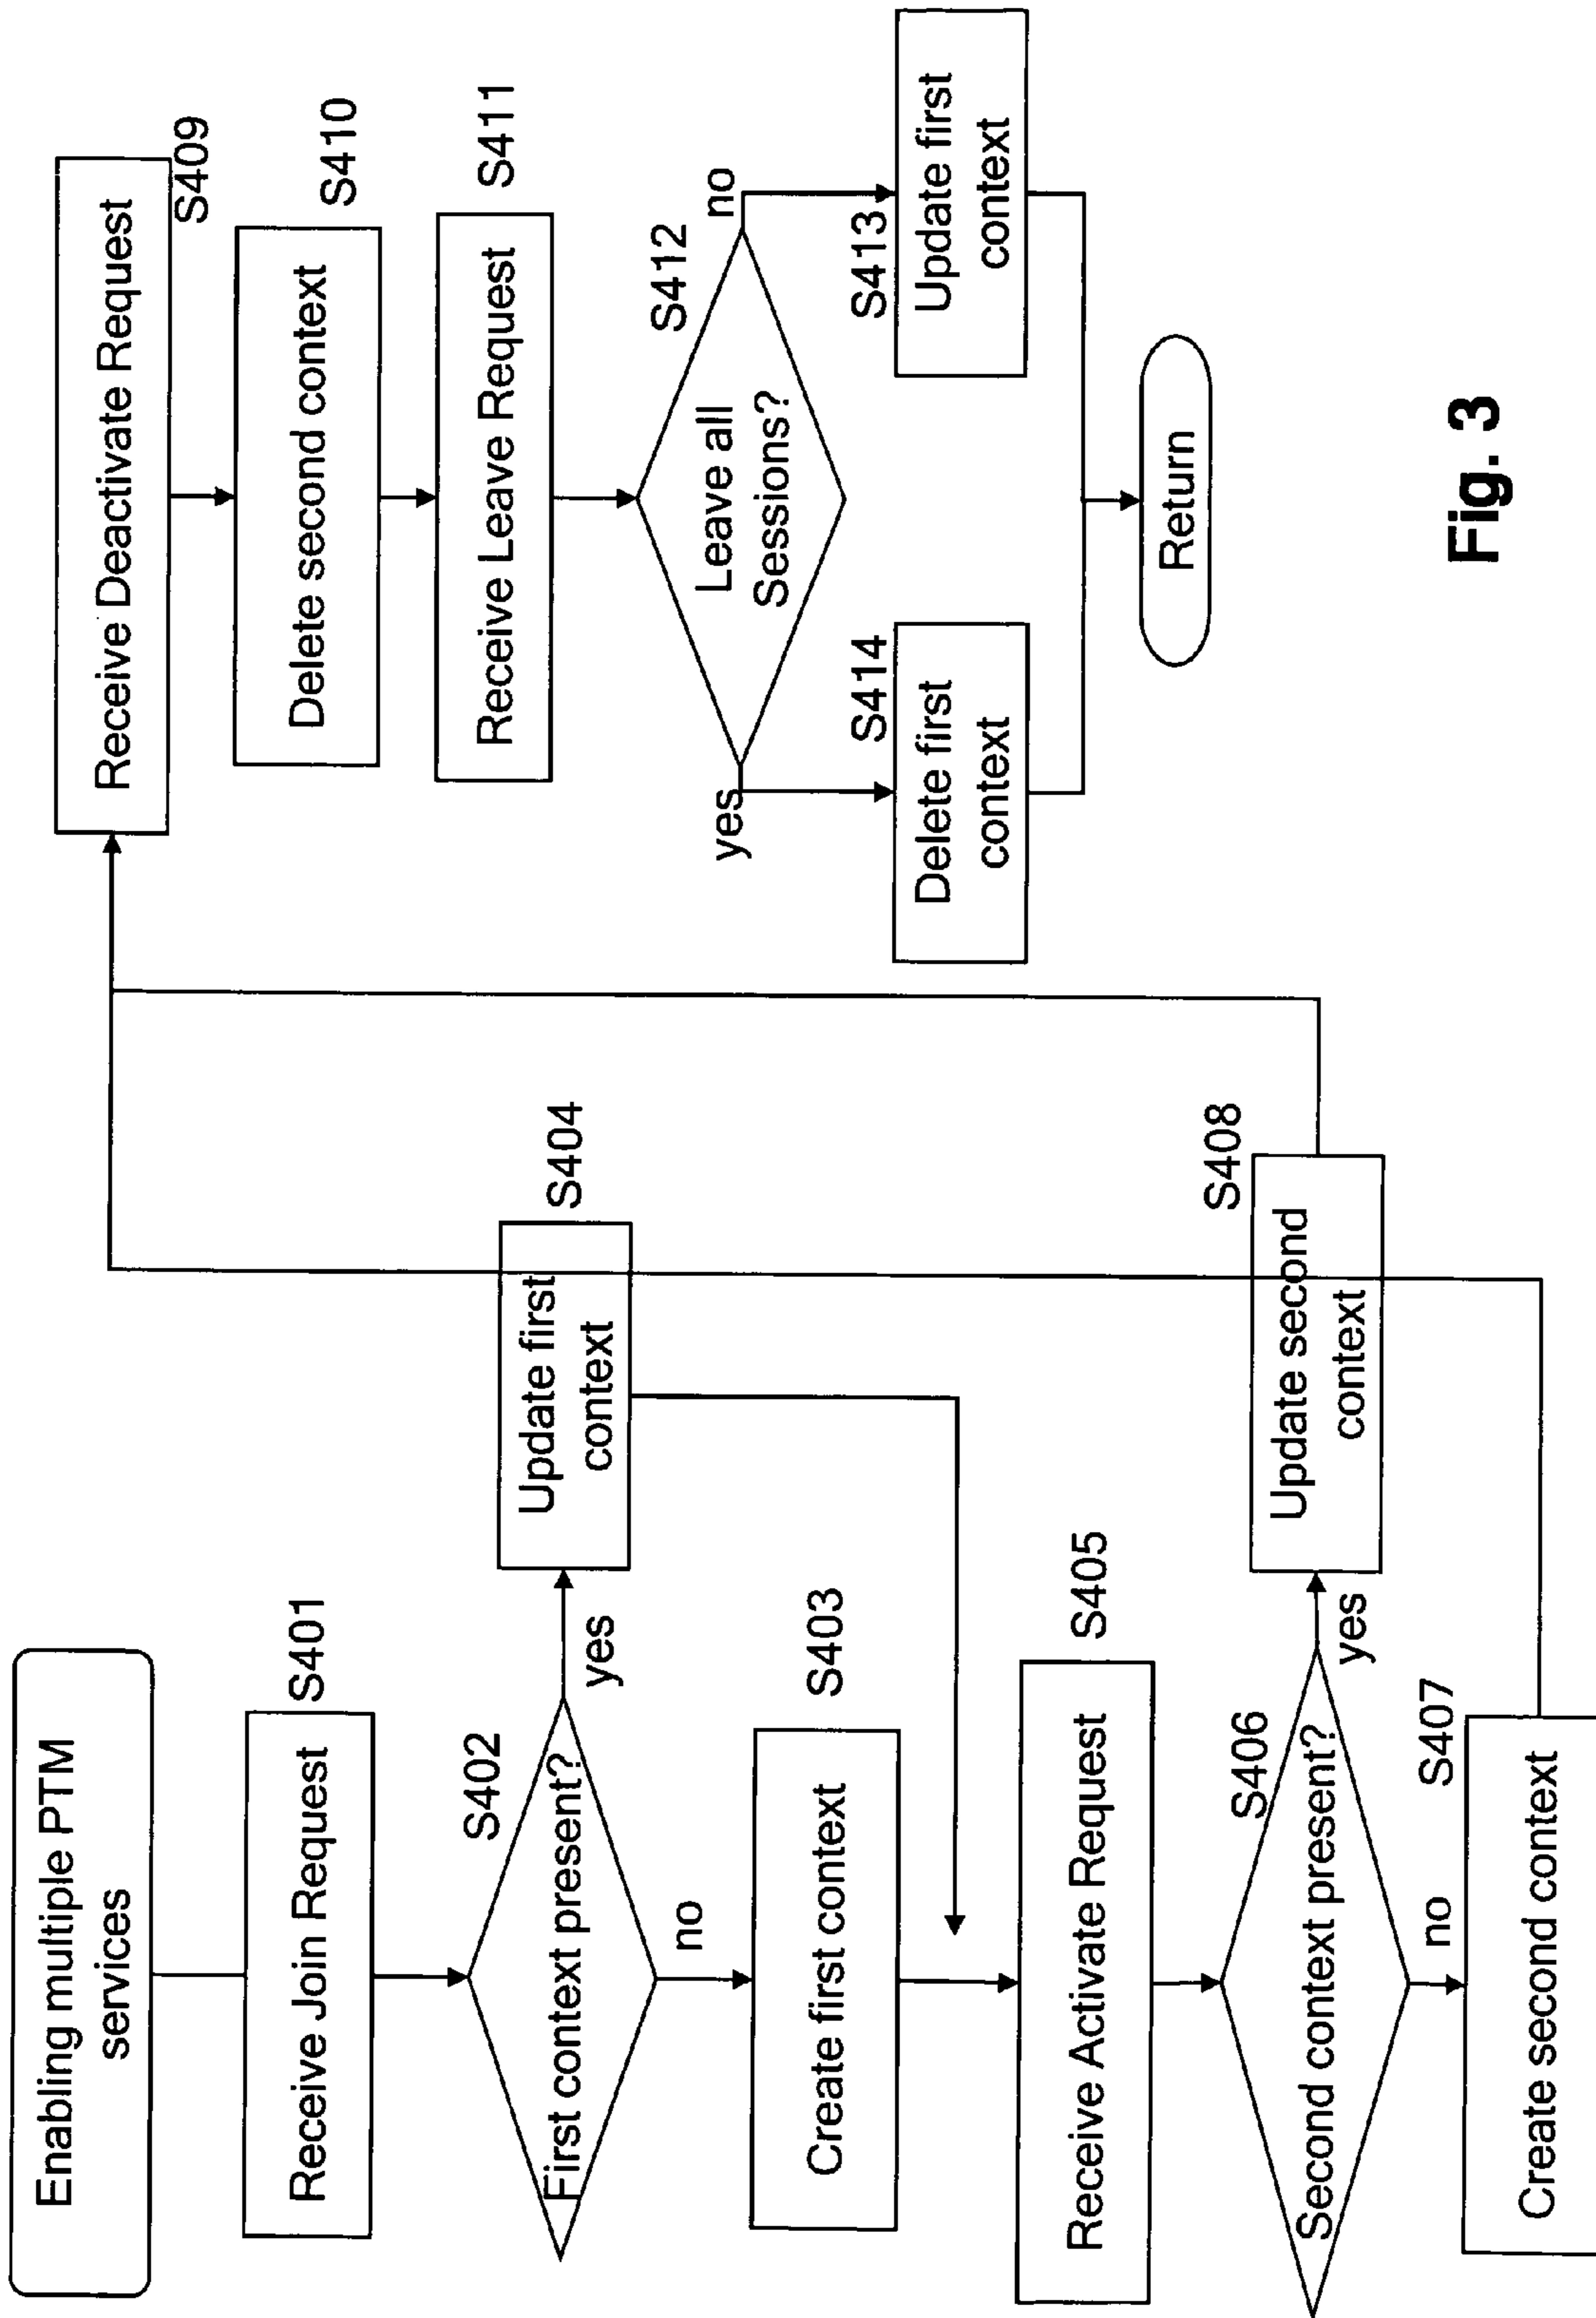 Enabling multiple PTM
services
Receive Join Request
S401
First context present?
S402
yes
no
Update first
context
S404
Create first context
S403
Receive Activate Request
S405
Second context present?
S406
yes
no
Update second
context
S408
Create second context
S407
Receive Deactivate Request
S409
Delete second context
S410
Receive Leave Request
S411
Leave all
Sessions?
S412
yes
no
Delete first
context
S414
Update first
context
S413
Return
Fig. 3